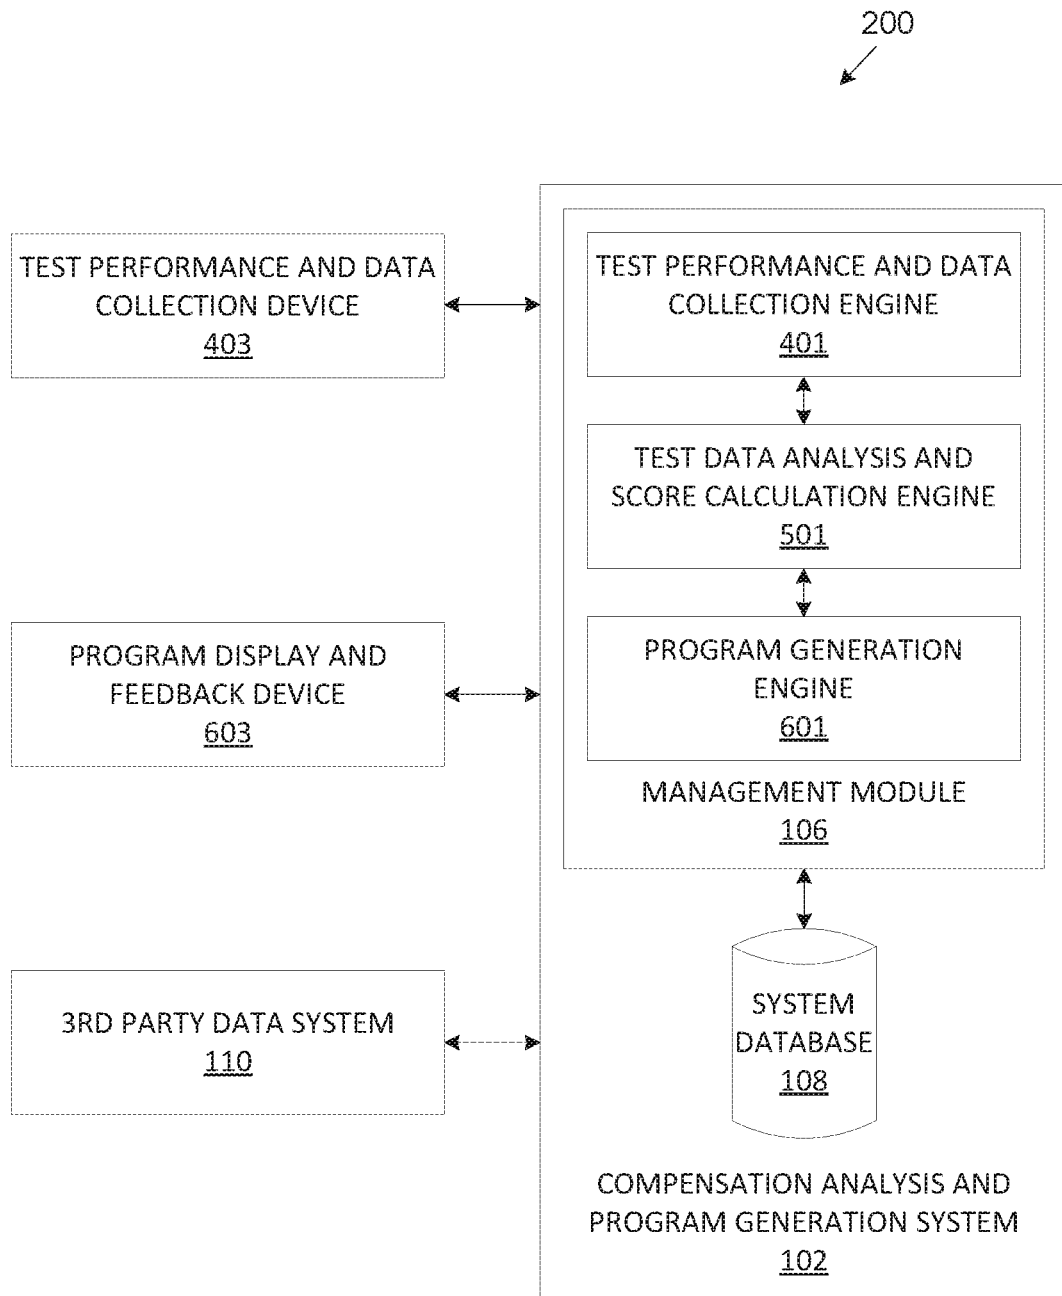 200
TEST PERFORMANCE AND DATA
COLLECTION DEVICE
403
TEST PERFORMANCE AND DATA
COLLECTION ENGINE
401
TEST DATA ANALYSIS AND
SCORE CALCULATION ENGINE
501
PROGRAM DISPLAY AND
FEEDBACK DEVICE
603
PROGRAM GENERATION
ENGINE
601
MANAGEMENT MODULE
106
3RD PARTY DATA SYSTEM
110
SYSTEM
DATABASE
108
COMPENSATION ANALYSIS AND
PROGRAM GENERATION SYSTEM
102